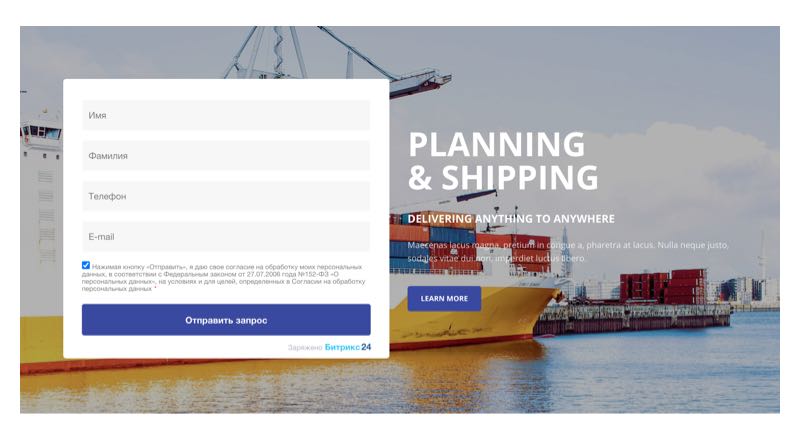 Имя
Фамилия
Телефон
E-mail
Нажимая кнопку «Отправить», я даю свое согласие на обработку моих персональных
данных, в соответствии с Федеральным законом от 27.07.2006 года №152-ФЗ «О
персональных данных», на условиях и для целей, определенных в Согласии на обработку
персональных данных *
Отправить запрос
Заряжено Битрикс24
PLANNING
& SHIPPING
DELIVERING ANYTHING TO ANYWHERE
Maecenas lacus magna, pretium in congue a, pharetra at lacus. Nulla neque justo,
sodales vitae dui non, imperdiet luctus libero.
LEARN MORE